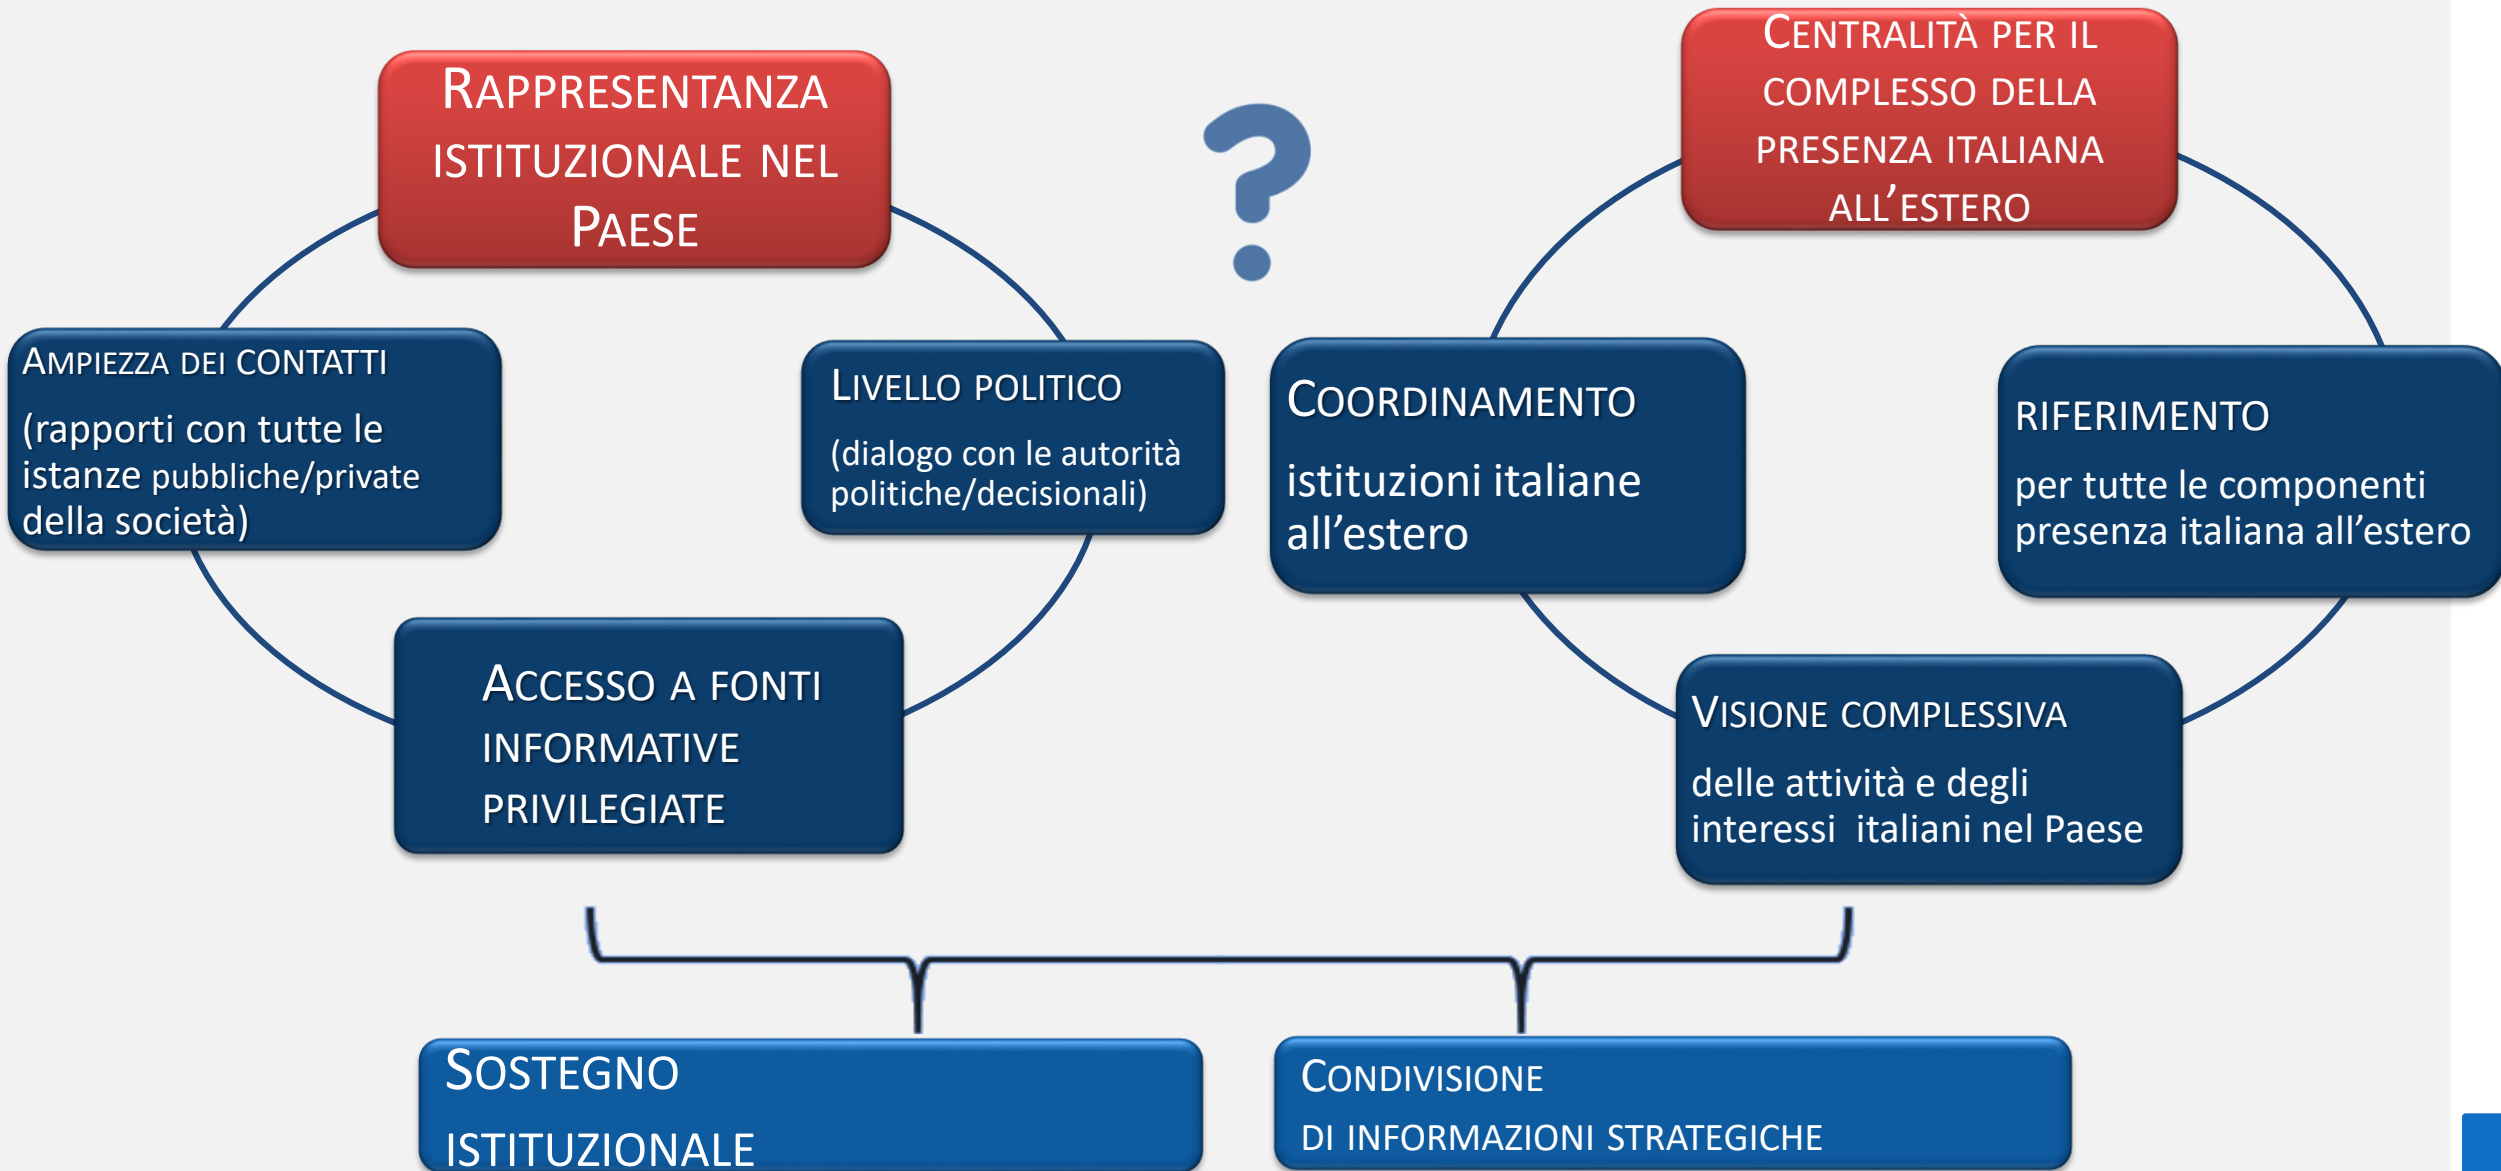 Rappresentanza
istituzionale nel
Paese
Ampiezza dei contatti
(rapporti con tutte le
istanze pubbliche/private
della società)
Livello politico
(dialogo con le autorità
politiche/decisionali)
Accesso a fonti
informative
privilegiate
?
Centralità per il
complesso della
presenza italiana
all’estero
Coordinamento
istituzioni italiane
all’estero
riferimento
per tutte le componenti
presenza italiana all’estero
Visione complessiva
delle attività e degli
interessi italiani nel Paese
Sostegno
istituzionale
Condivisione
di informazioni strategiche